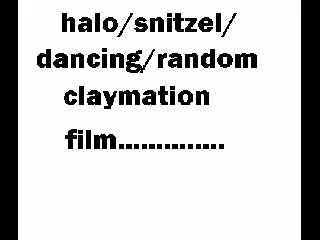 halo/snitzel/
dancing/random
claymation
film..............